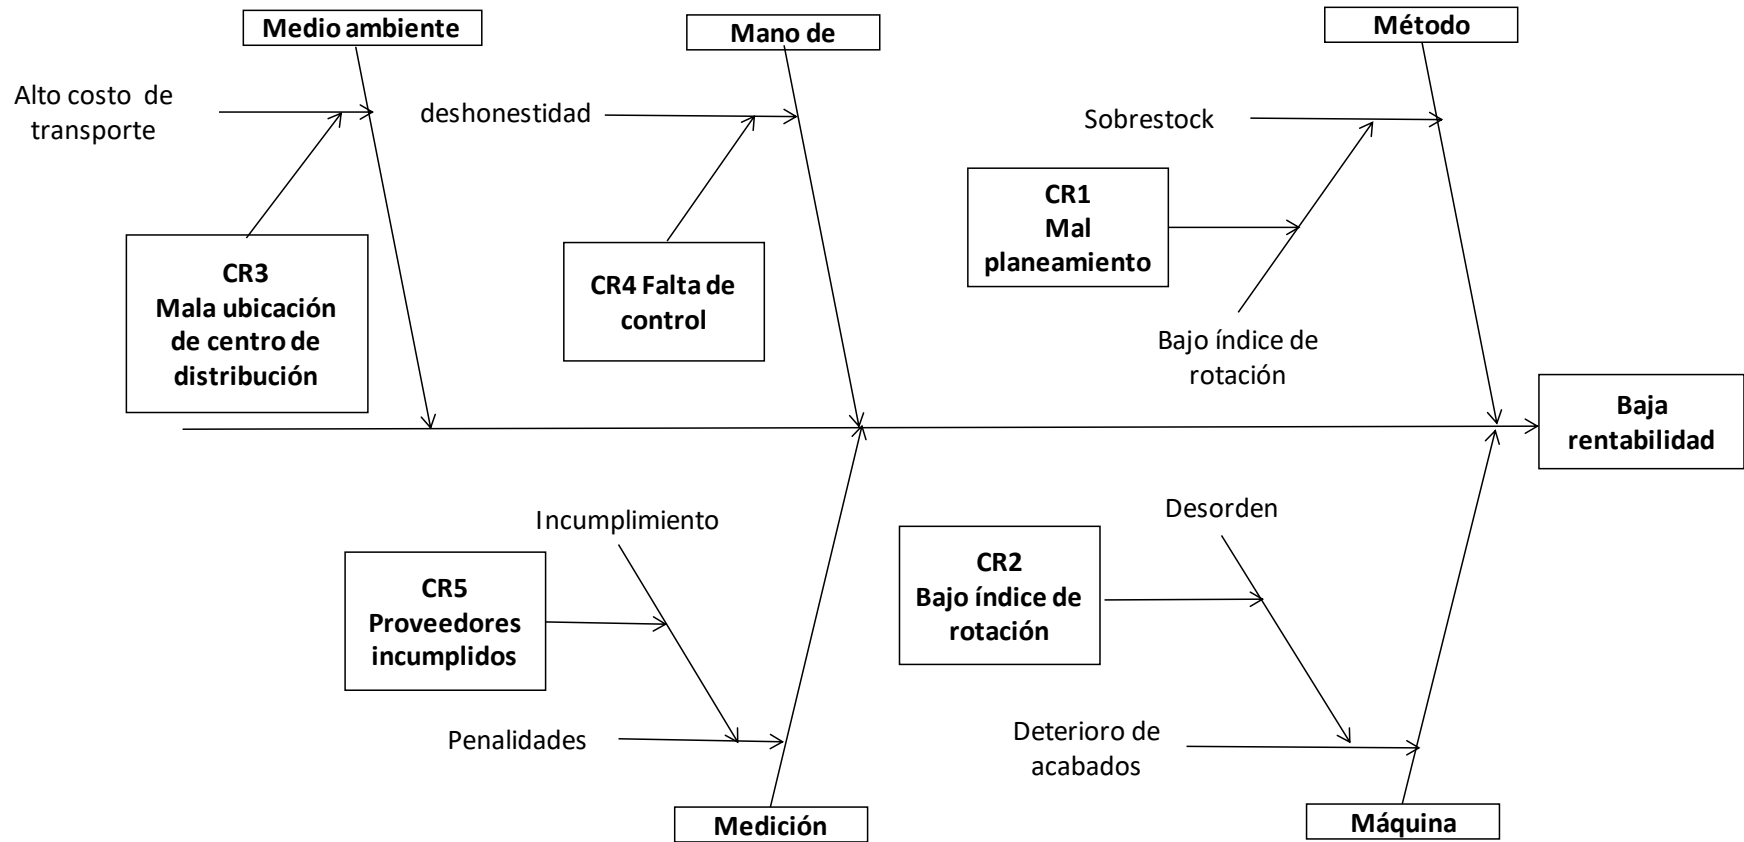 Medio ambiente
Mano de
Método
Alto costo de
transporte
deshonestidad
Sobrestock
CR1
Mal
planeamiento
CR3
Mala ubicación
de centro de
distribución
CR4 Falta de
control
Bajo índice de
rotación
Baja
rentabilidad
Incumplimiento
Desorden
CR5
Proveedores
incumplidos
CR2
Bajo índice de
rotación
Penalidades
Deterioro de
acabados
Medición
Máquina